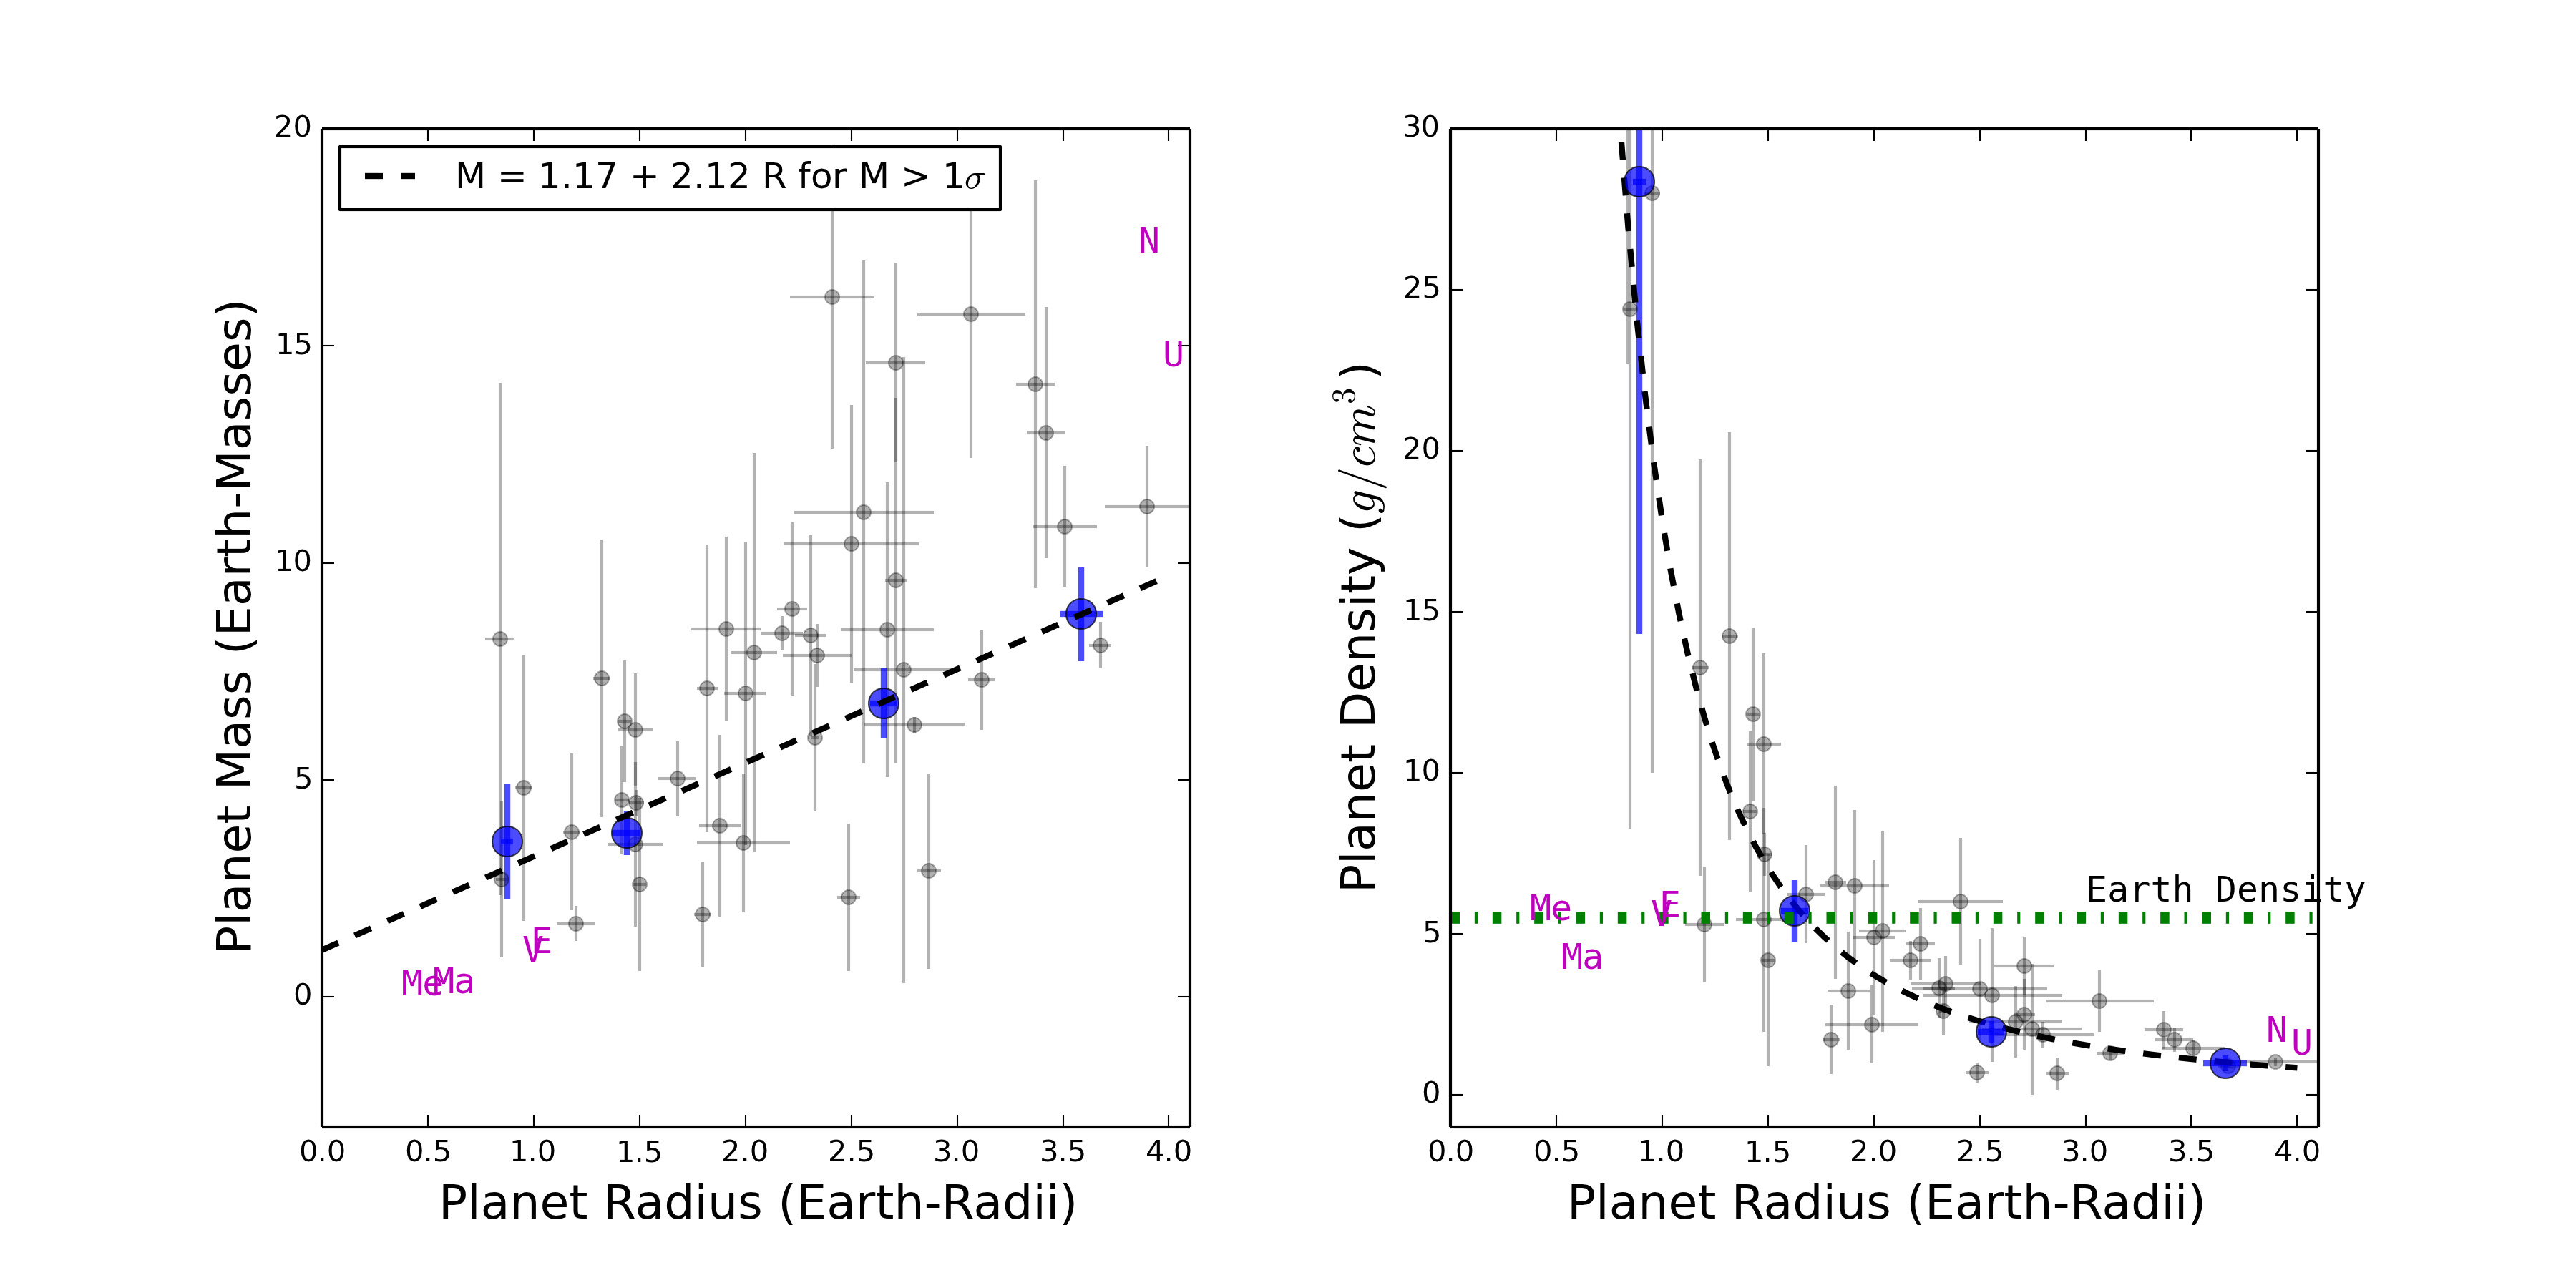 M = 1.17 + 2.12 R for M > 1σ
Planet Mass (Earth-Masses)
20
15
10
5
0
N
U
Me
Ma
V
E
0.0 0.5 1.0 1.5 2.0 2.5 3.0 3.5 4.0
Planet Radius (Earth-Radii)
Planet Density (g/cm³)
30
25
20
15
10
5
0
Earth Density
Me
V
E
Ma
N
U
0.0 0.5 1.0 1.5 2.0 2.5 3.0 3.5 4.0
Planet Radius (Earth-Radii)